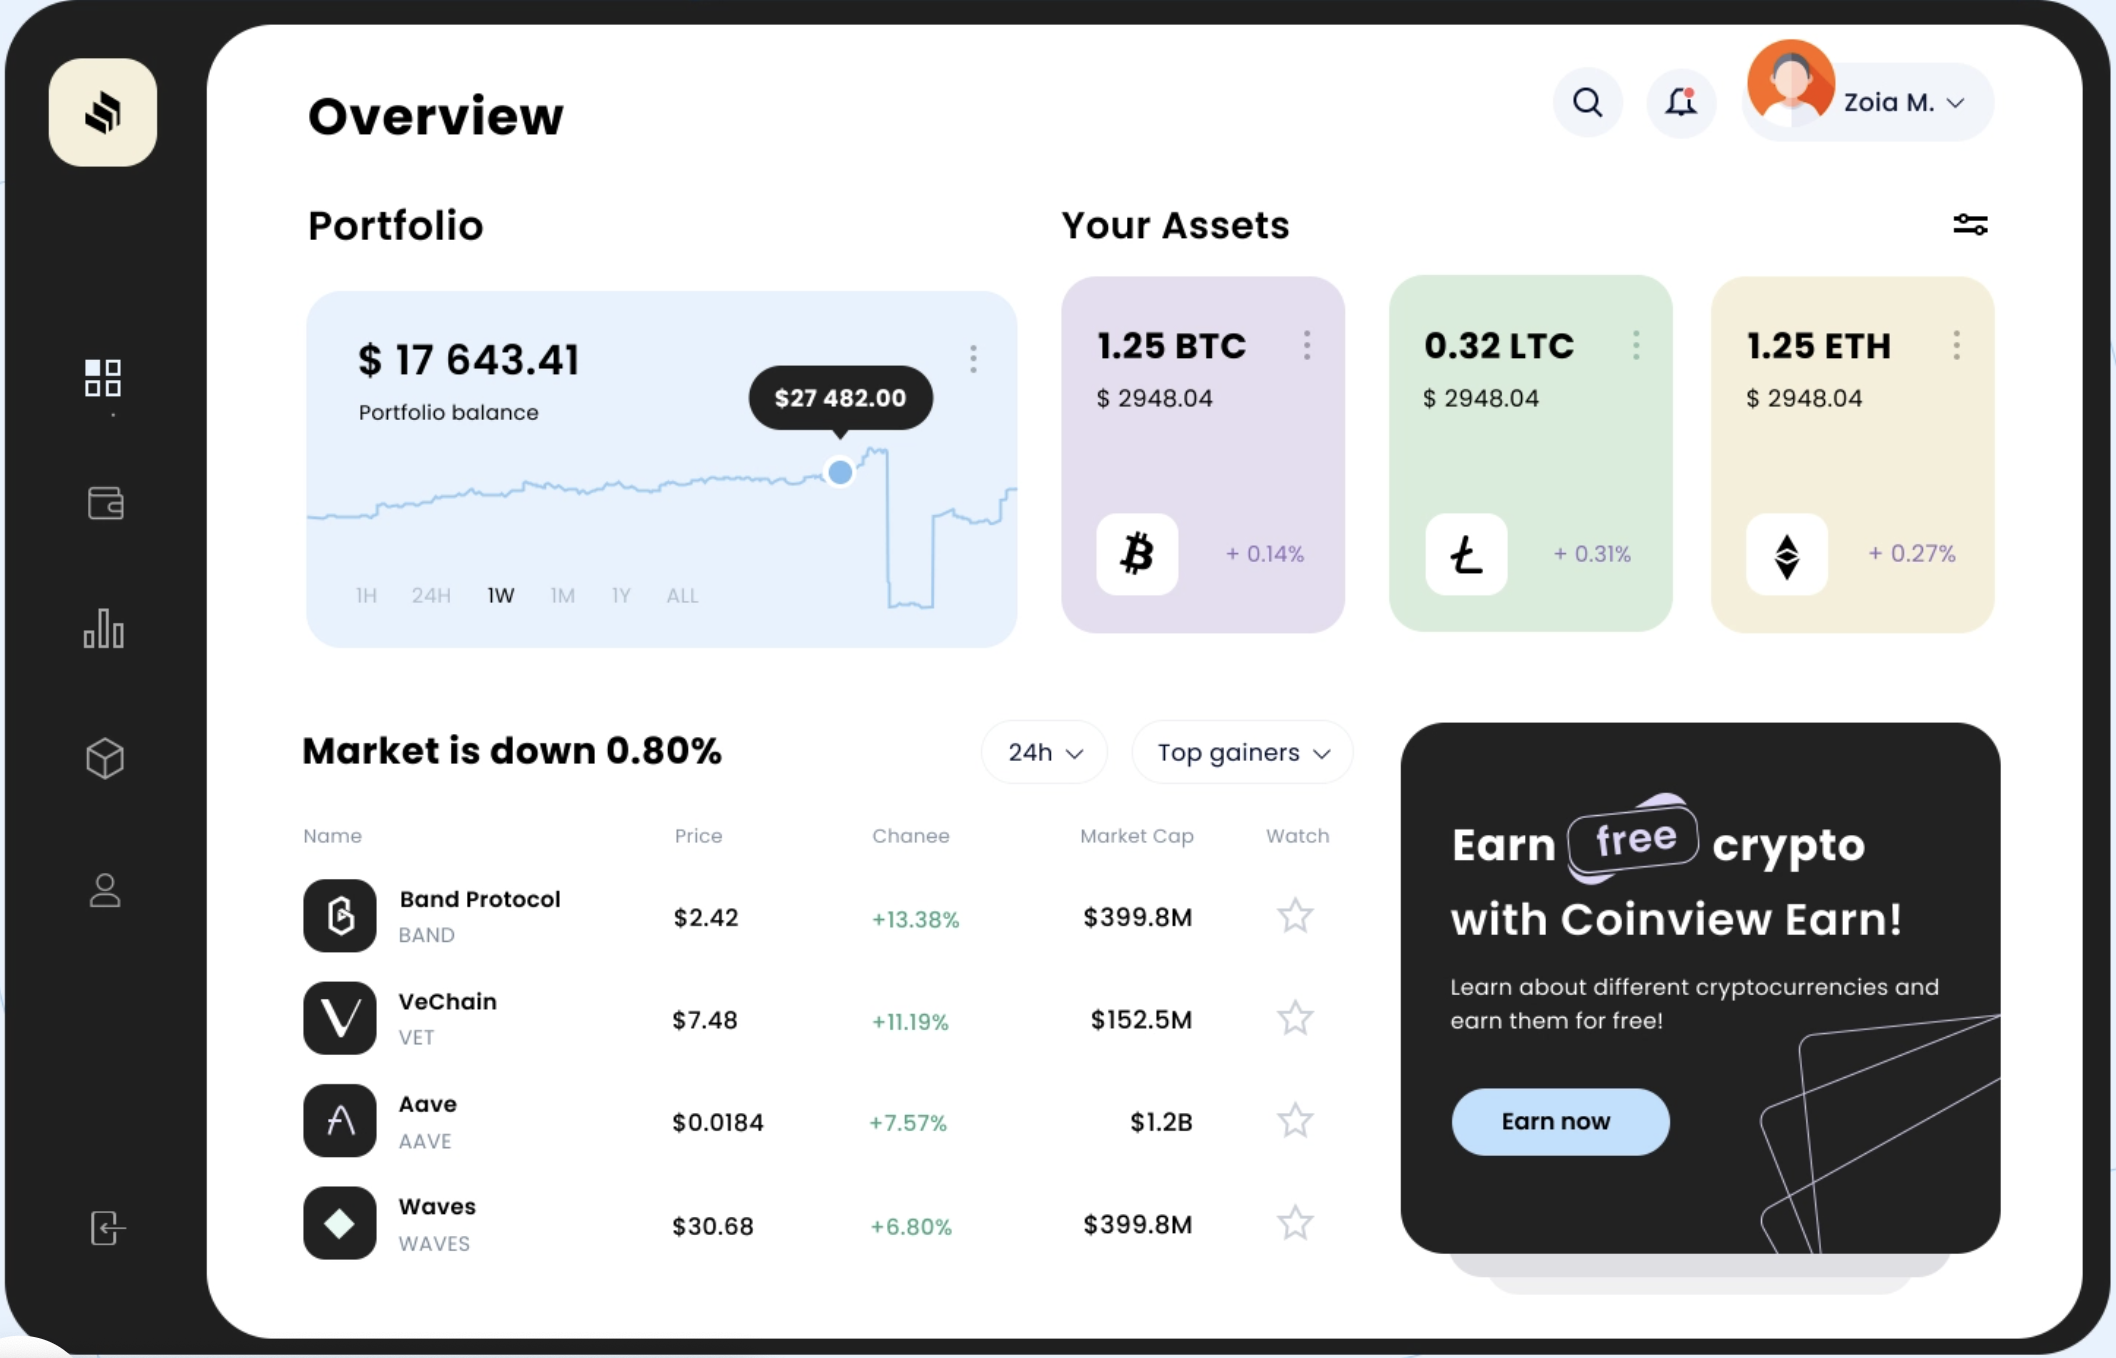 Overview
Zoia M.
Portfolio
Your Assets
$ 17 643.41
Portfolio balance
$27 482.00
1H 24H 1W 1M 1Y ALL
1.25 BTC
$ 2948.04
+ 0.14%
0.32 LTC
$ 2948.04
+ 0.31%
1.25 ETH
$ 2948.04
+ 0.27%
Market is down 0.80%
24h
Top gainers
Name Price Chanee Market Cap Watch
Band Protocol
BAND
$2.42 +13.38% $399.8M
VeChain
VET
$7.48 +11.19% $152.5M
Aave
AAVE
$0.0184 +7.57% $1.2B
Waves
WAVES
$30.68 +6.80% $399.8M
Earn free crypto
with Coinview Earn!
Learn about different cryptocurrencies and
earn them for free!
Earn now